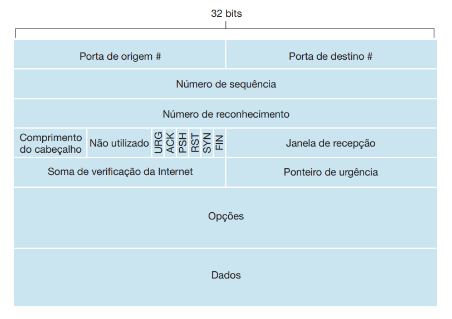 32 bits
Porta de origem #
Porta de destino #
Número de sequência
Número de reconhecimento
Comprimento
do cabeçalho
Não utilizado
URG
ACK
PSH
RST
SYN
FIN
Janela de recepção
Soma de verificação da Internet
Ponteiro de urgência
Opções
Dados